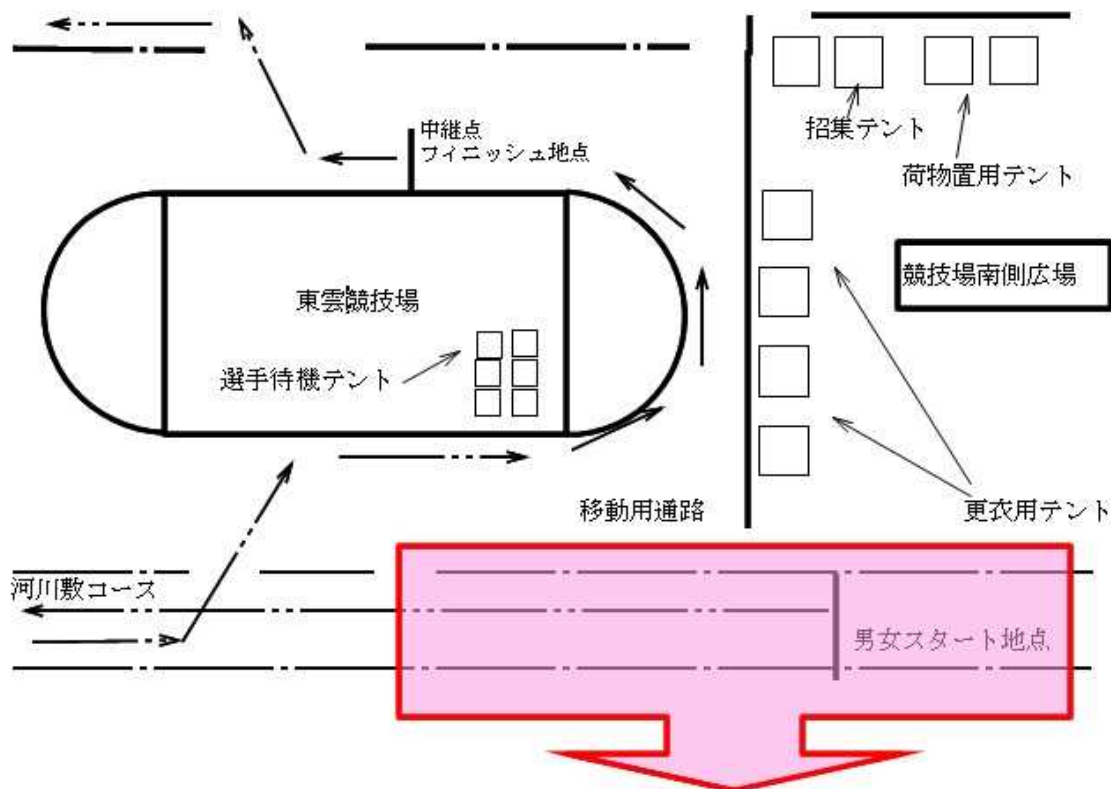 招集テント
中継点
フィニッシュ地点
荷物置用テント
競技場南側広場
東雲競技場
選手待機テント
移動用通路
更衣用テント
河川敷コース
男女スタート地点